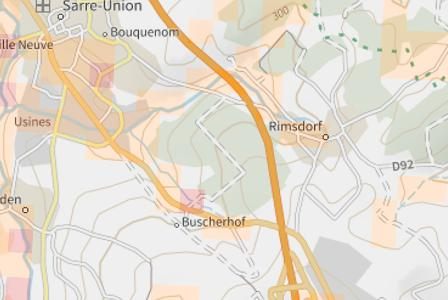 300
Sarre-Union
Bouquenom
ille Neuve
Usines
Rimsdorf
D92
den
Buscherhof